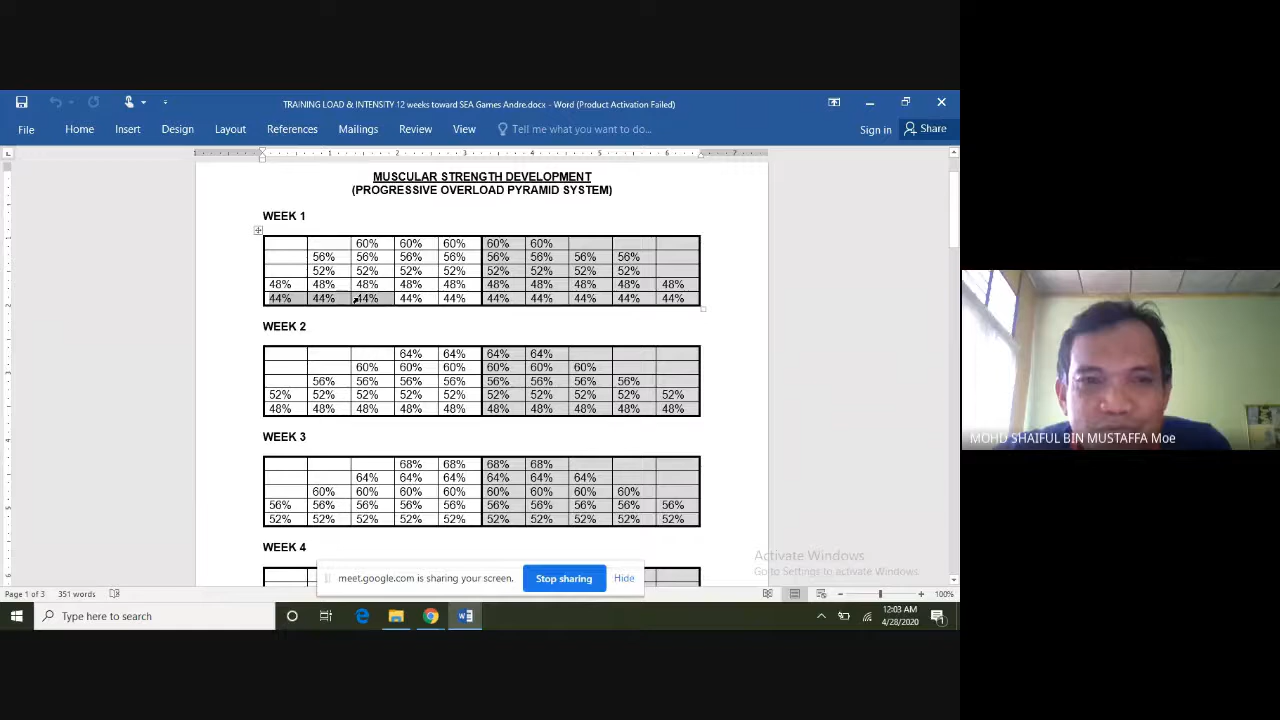 TRAINING LOAD & INTENSITY 12 weeks toward SEA Games Andre.docx - Word (Product Activation Failed)
File Home Insert Design Layout References Mailings Review View Tell me what you want to do... Sign in Share
1 1 2 3 4 5 6 7
MUSCULAR STRENGTH DEVELOPMENT
(PROGRESSIVE OVERLOAD PYRAMID SYSTEM)
WEEK 1
60% 60% 60% 60% 60%
56% 56% 56% 56% 56% 56% 56% 56%
52% 52% 52% 52% 52% 52% 52% 52%
48% 48% 48% 48% 48% 48% 48% 48% 48% 48%
44% 44% 44% 44% 44% 44% 44% 44% 44% 44%
WEEK 2
64% 64% 64% 64%
60% 60% 60% 60% 60% 60%
56% 56% 56% 56% 56% 56% 56% 56%
52% 52% 52% 52% 52% 52% 52% 52% 52% 52%
48% 48% 48% 48% 48% 48% 48% 48% 48% 48%
WEEK 3
68% 68% 68% 68%
64% 64% 64% 64% 64% 64%
60% 60% 60% 60% 60% 60% 60% 60%
56% 56% 56% 56% 56% 56% 56% 56% 56% 56%
52% 52% 52% 52% 52% 52% 52% 52% 52% 52%
WEEK 4
meet.google.com is sharing your screen. Stop sharing Hide
Activate Windows
Go to Settings to activate Windows.
Page 1 of 3 351 words 100%
Type here to search
12:03 AM
4/28/2020
MOHD SHAIFUL BIN MUSTAFFA Moe